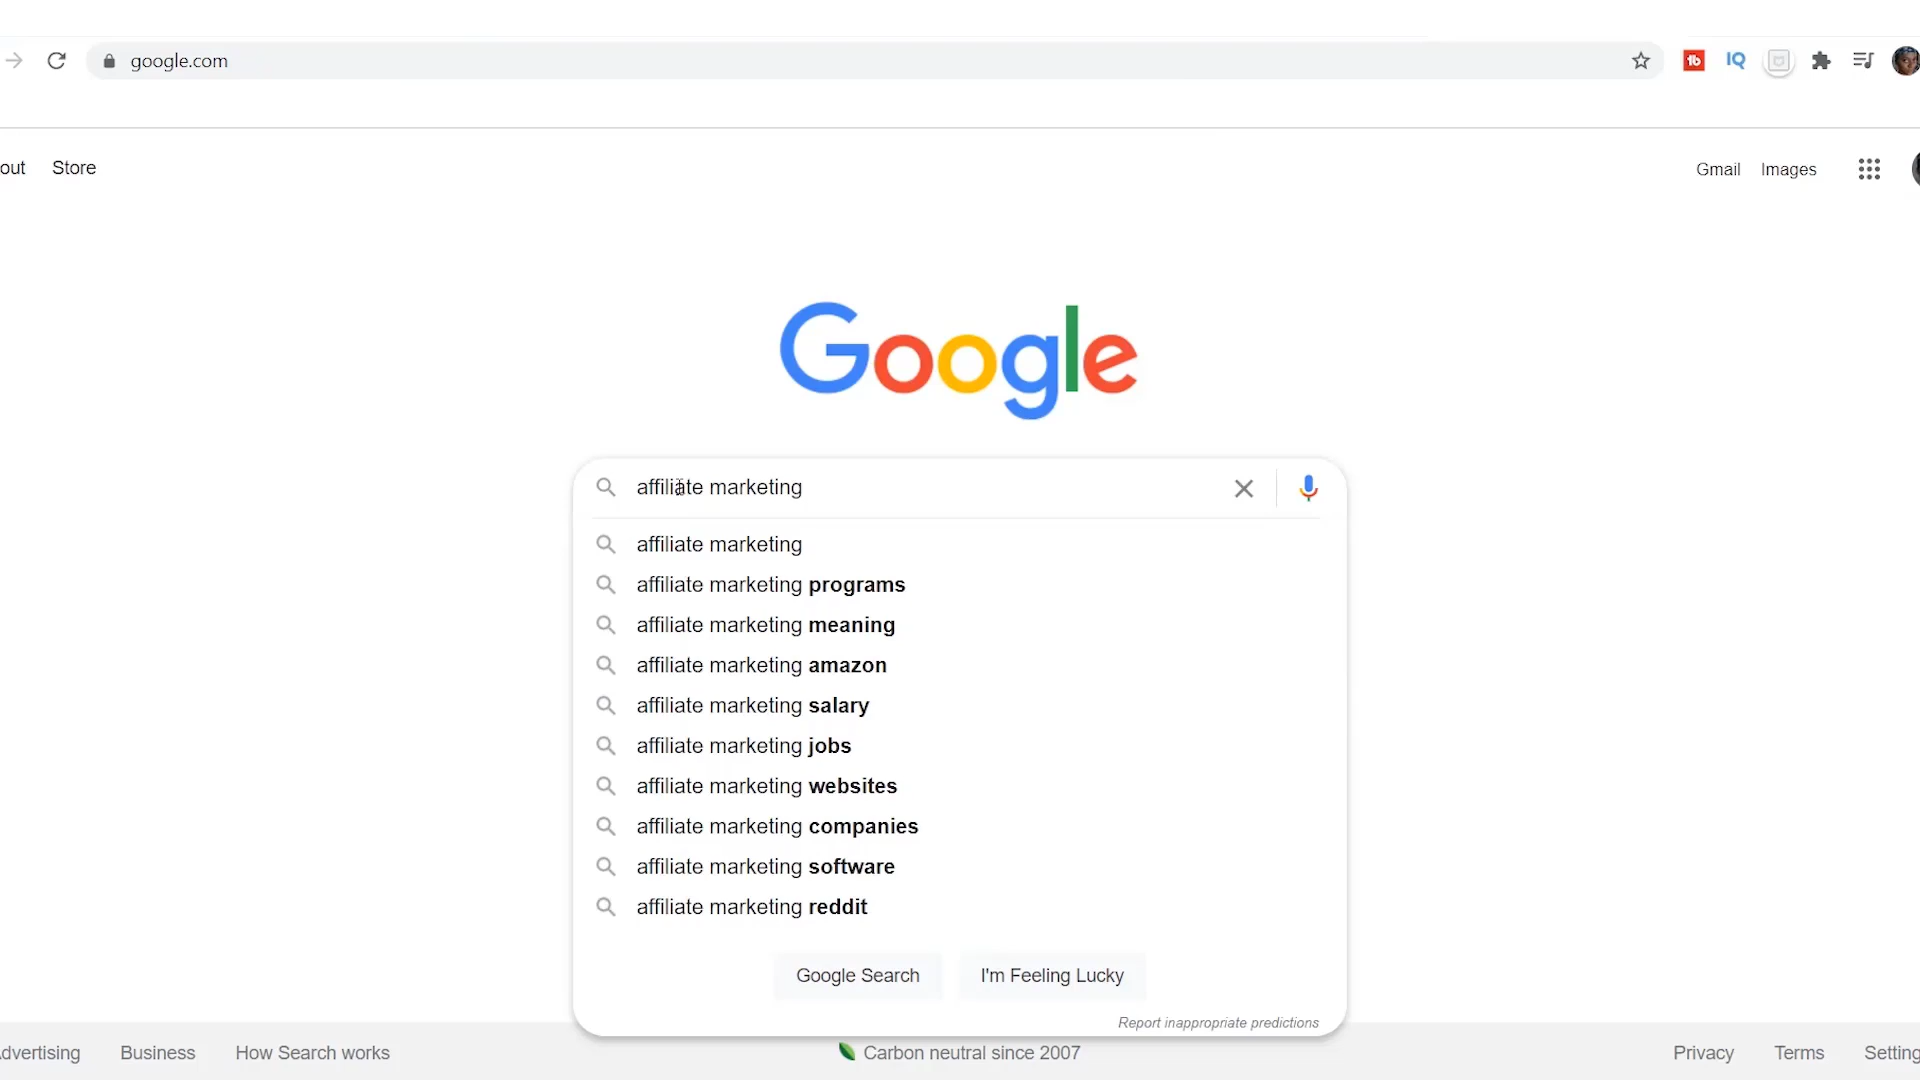 google.com
IQ
out Store
Gmail Images
Google
affiliate marketing
affiliate marketing
affiliate marketing programs
affiliate marketing meaning
affiliate marketing amazon
affiliate marketing salary
affiliate marketing jobs
affiliate marketing websites
affiliate marketing companies
affiliate marketing software
affiliate marketing reddit
Google Search I'm Feeling Lucky
Report inappropriate predictions
dvertising Business How Search works Carbon neutral since 2007 Privacy Terms Setting